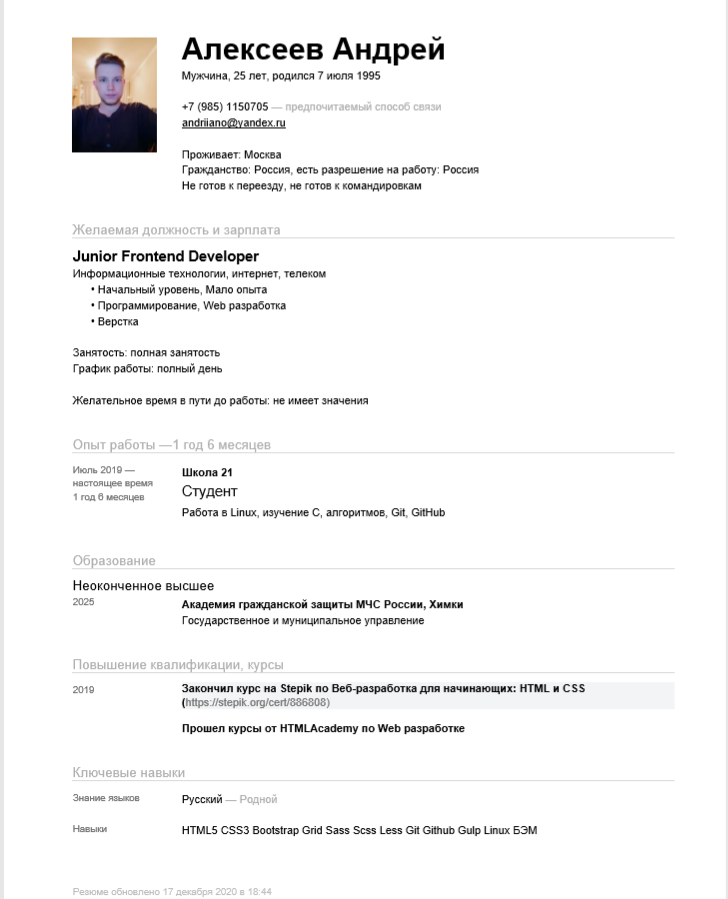 Алексеев Андрей
Мужчина, 25 лет, родился 7 июля 1995
+7 (985) 1150705 — предпочитаемый способ связи
andriiano@yandex.ru
Проживает: Москва
Гражданство: Россия, есть разрешение на работу: Россия
Не готов к переезду, не готов к командировкам
Желаемая должность и зарплата
Junior Frontend Developer
Информационные технологии, интернет, телеком
• Начальный уровень, Мало опыта
• Программирование, Web разработка
• Верстка
Занятость: полная занятость
График работы: полный день
Желательное время в пути до работы: не имеет значения
Опыт работы —1 год 6 месяцев
Июль 2019 —
настоящее время
1 год 6 месяцев
Школа 21
Студент
Работа в Linux, изучение C, алгоритмов, Git, GitHub
Образование
Неоконченное высшее
2025
Академия гражданской защиты МЧС России, Химки
Государственное и муниципальное управление
Повышение квалификации, курсы
2019
Закончил курс на Stepik по Веб-разработка для начинающих: HTML и CSS
(https://stepik.org/cert/886808)
Прошел курсы от HTMLAcademy по Web разработке
Ключевые навыки
Знание языков
Русский — Родной
Навыки
HTML5 CSS3 Bootstrap Grid Sass Scss Less Git Github Gulp Linux БЭМ
Резюме обновлено 17 декабря 2020 в 18:44